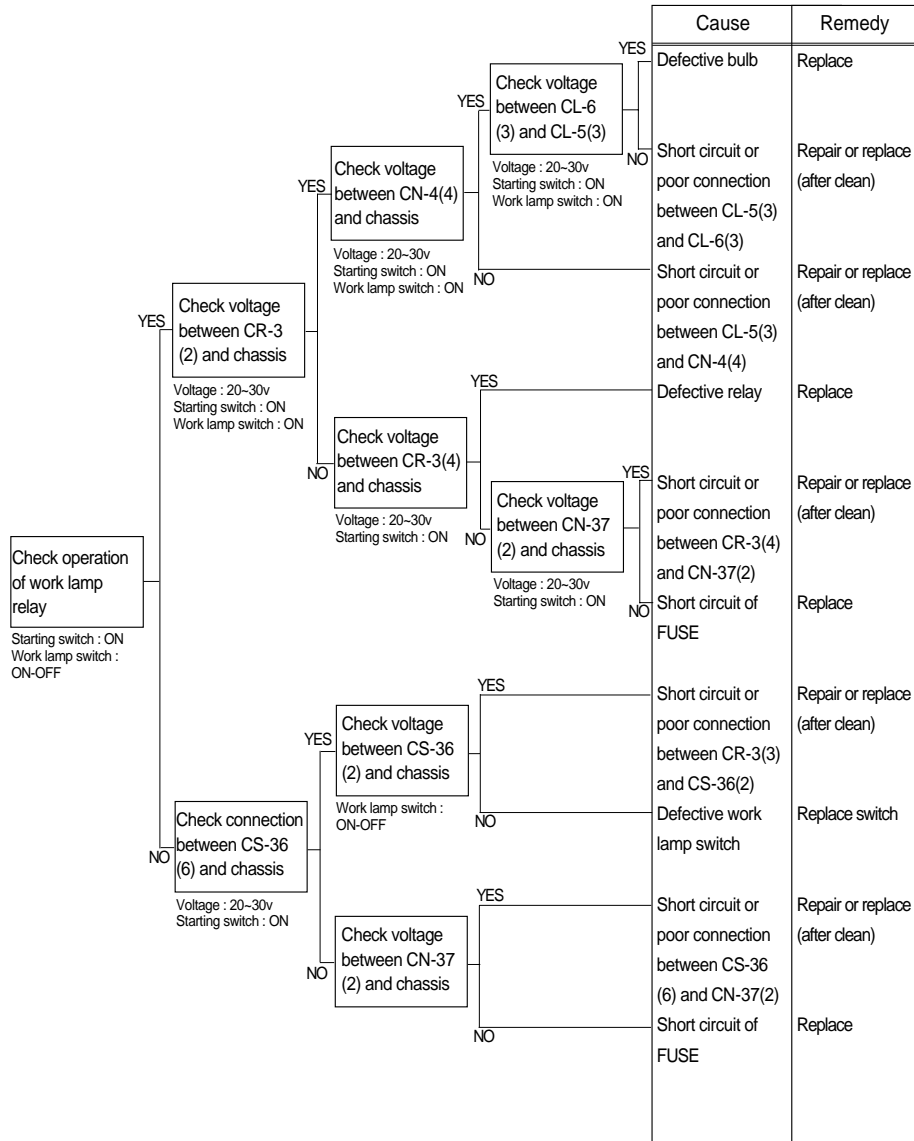 Cause
Remedy
YES
Defective bulb
Replace
Check voltage
between CL-6
(3) and CL-5(3)
YES
Voltage : 20~30v
Starting switch : ON
Work lamp switch : ON
NO
Short circuit or
poor connection
between CL-5(3)
and CL-6(3)
Repair or replace
(after clean)
Check voltage
between CN-4(4)
and chassis
YES
Voltage : 20~30v
Starting switch : ON
Work lamp switch : ON
NO
Short circuit or
poor connection
between CL-5(3)
and CN-4(4)
Repair or replace
(after clean)
YES
Check voltage
between CR-3
(2) and chassis
Voltage : 20~30v
Starting switch : ON
Work lamp switch : ON
YES
Defective relay
Replace
NO
Check voltage
between CR-3(4)
and chassis
Voltage : 20~30v
Starting switch : ON
NO
Check voltage
between CN-37
(2) and chassis
Voltage : 20~30v
Starting switch : ON
YES
Short circuit or
poor connection
between CR-3(4)
and CN-37(2)
Repair or replace
(after clean)
NO
Short circuit of
FUSE
Replace
Check operation
of work lamp
relay
Starting switch : ON
Work lamp switch :
ON-OFF
YES
Check voltage
between CS-36
(2) and chassis
Work lamp switch :
ON-OFF
YES
Short circuit or
poor connection
between CR-3(3)
and CS-36(2)
Repair or replace
(after clean)
NO
Defective work
lamp switch
Replace switch
NO
Check connection
between CS-36
(6) and chassis
Voltage : 20~30v
Starting switch : ON
NO
Check voltage
between CN-37
(2) and chassis
YES
Short circuit or
poor connection
between CS-36
(6) and CN-37(2)
Repair or replace
(after clean)
NO
Short circuit of
FUSE
Replace